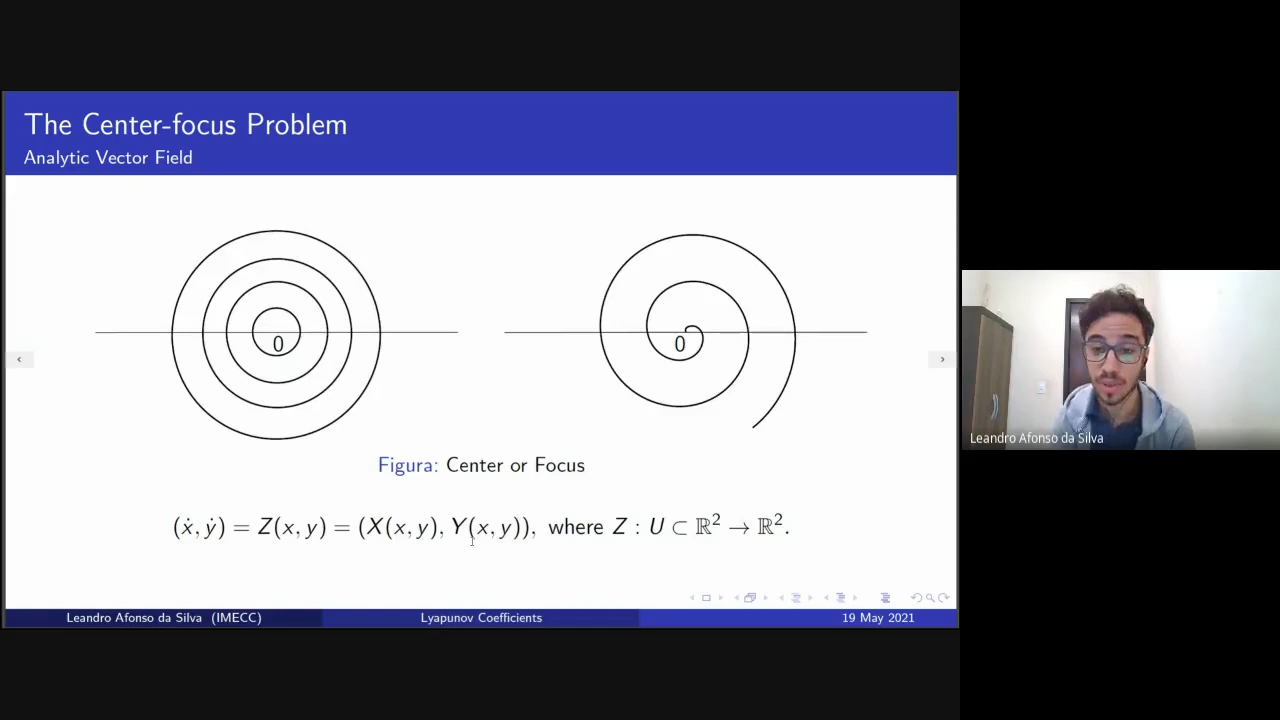 The Center-focus Problem
Analytic Vector Field
0
0
Figura: Center or Focus
(ẋ, ẏ) = Z(x, y) = (X(x, y), Y(x, y)), where Z : U ⊂ ℝ² → ℝ².
Leandro Afonso da Silva (IMECC)
Lyapunov Coefficients
19 May 2021
Leandro Afonso da Silva